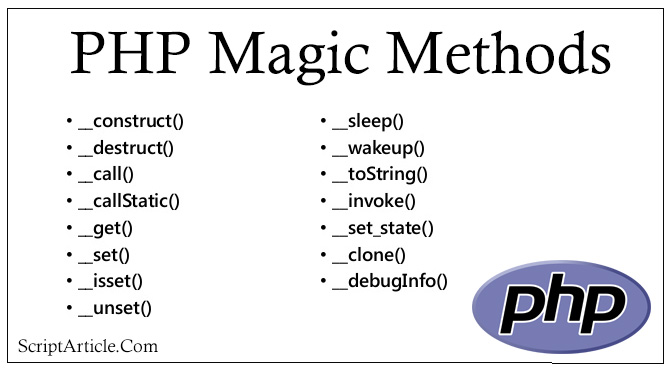 PHP Magic Methods
• __construct()
• __destruct()
• __call()
• __callStatic()
• __get()
• __set()
• __isset()
• __unset()
• __sleep()
• __wakeup()
• __toString()
• __invoke()
• __set_state()
• __clone()
• __debugInfo()
php
ScriptArticle.Com